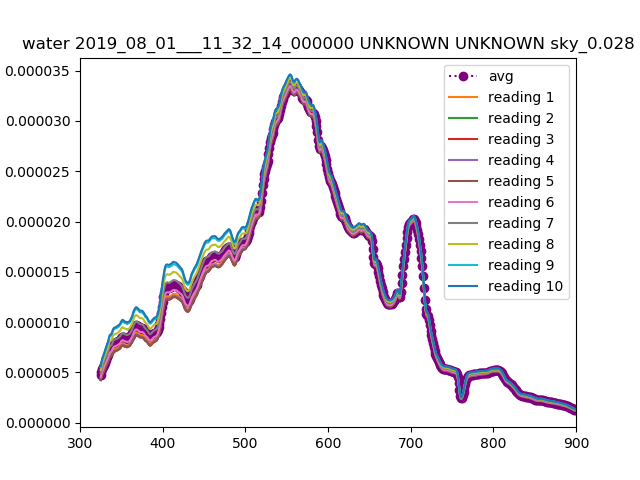 water 2019_08_01___11_32_14_000000 UNKNOWN UNKNOWN sky_0.028
0.000035
0.000030
0.000025
0.000020
0.000015
0.000010
0.000005
0.000000
300 400 500 600 700 800 900
avg
reading 1
reading 2
reading 3
reading 4
reading 5
reading 6
reading 7
reading 8
reading 9
reading 10